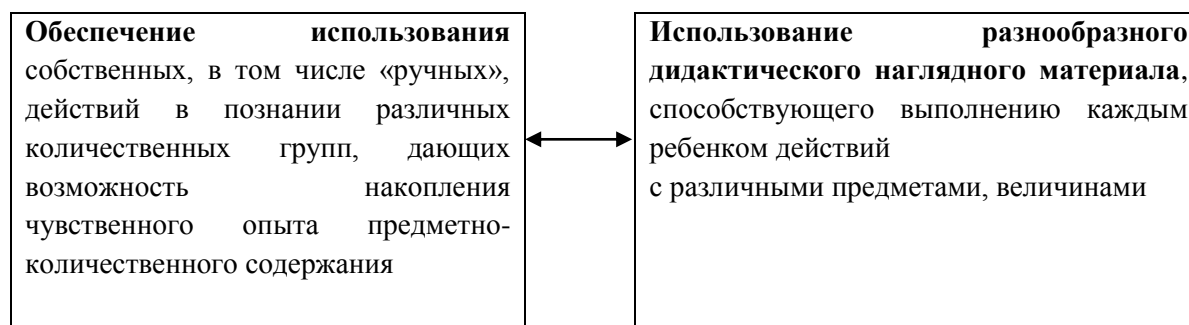 Обеспечение использования
собственных, в том числе «ручных»,
действий в познании различных
количественных групп, дающих
возможность накопления
чувственного опыта предметно-
количественного содержания
Использование разнообразного
дидактического наглядного материала,
способствующего выполнению каждым
ребенком действий
с различными предметами, величинами